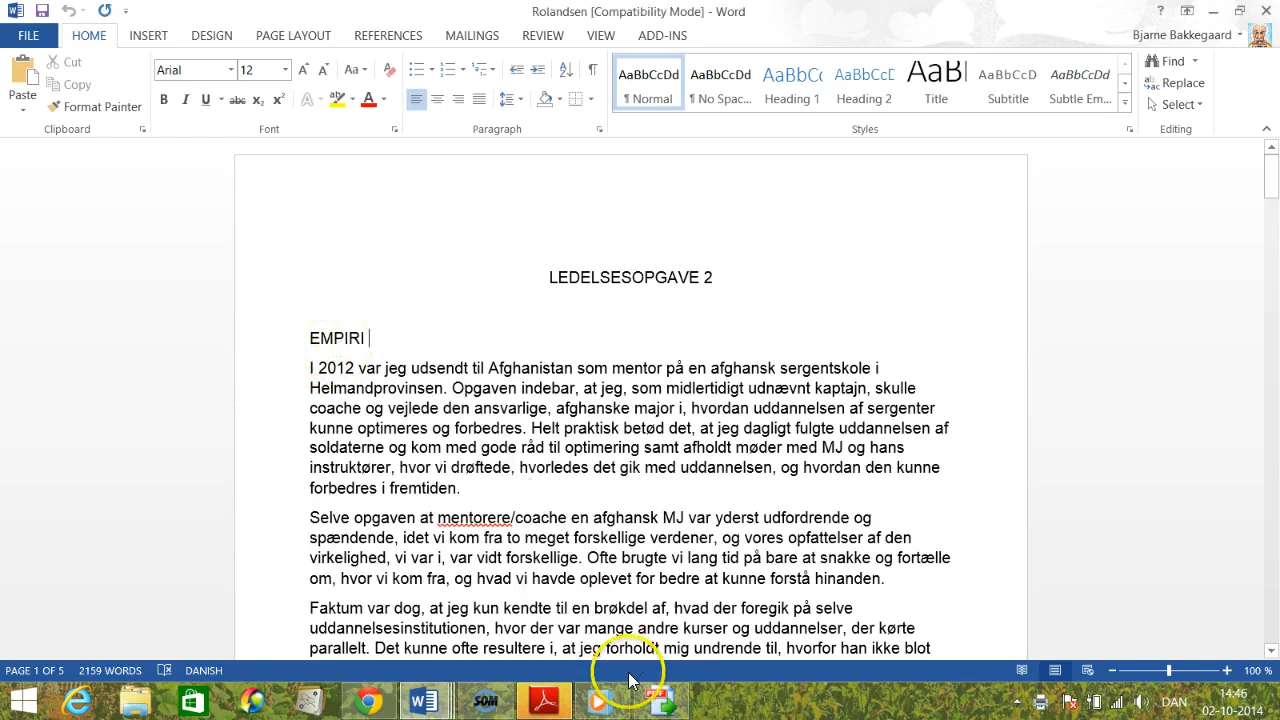 Rolandsen [Compatibility Mode] - Word
FILE HOME INSERT DESIGN PAGE LAYOUT REFERENCES MAILINGS REVIEW VIEW ADD-INS Bjarne Bakkegaard
Paste
Cut
Copy
Format Painter
Clipboard
Arial 12
Font
Paragraph
AaBbCcDd AaBbCcDd AaBbCc AaBbCcD AaB AaBbCcD AaBbCcDd
¶ Normal ¶ No Spac... Heading 1 Heading 2 Title Subtitle Subtle Em...
Styles
Find
Replace
Select
Editing
LEDELSESOPGAVE 2
EMPIRI
I 2012 var jeg udsendt til Afghanistan som mentor på en afghansk sergentskole i
Helmandprovinsen. Opgaven indebar, at jeg, som midlertidigt udnævnt kaptajn, skulle
coache og vejlede den ansvarlige, afghanske major i, hvordan uddannelsen af sergenter
kunne optimeres og forbedres. Helt praktisk betød det, at jeg dagligt fulgte uddannelsen af
soldaterne og kom med gode råd til optimering samt afholdt møder med MJ og hans
instruktører, hvor vi drøftede, hvorledes det gik med uddannelsen, og hvordan den kunne
forbedres i fremtiden.
Selve opgaven at mentorere/coache en afghansk MJ var yderst udfordrende og
spændende, idet vi kom fra to meget forskellige verdener, og vores opfattelser af den
virkelighed, vi var i, var vidt forskellige. Ofte brugte vi lang tid på bare at snakke og fortælle
om, hvor vi kom fra, og hvad vi havde oplevet for bedre at kunne forstå hinanden.
Faktum var dog, at jeg kun kendte til en brøkdel af, hvad der foregik på selve
uddannelsesinstitutionen, hvor der var mange andre kurser og uddannelser, der kørte
parallelt. Det kunne ofte resultere i, at jeg forholdt mig undrende til, hvorfor han ikke blot
PAGE 1 OF 5 2159 WORDS DANISH 100 %
SOM
DAN
14:46
02-10-2014